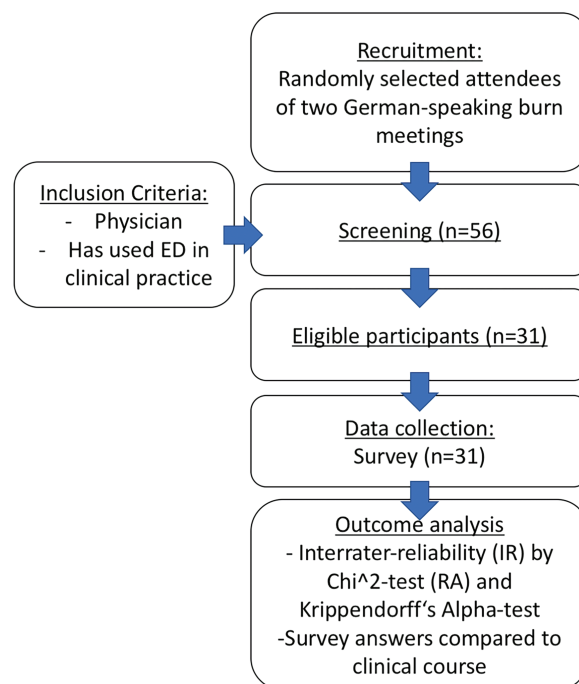 Recruitment:
Randomly selected attendees
of two German-speaking burn
meetings
Inclusion Criteria:
- Physician
- Has used ED in
clinical practice
Screening (n=56)
Eligible participants (n=31)
Data collection:
Survey (n=31)
Outcome analysis
- Interrater-reliability (IR) by
Chi^2-test (RA) and
Krippendorff‘s Alpha-test
-Survey answers compared to
clinical course